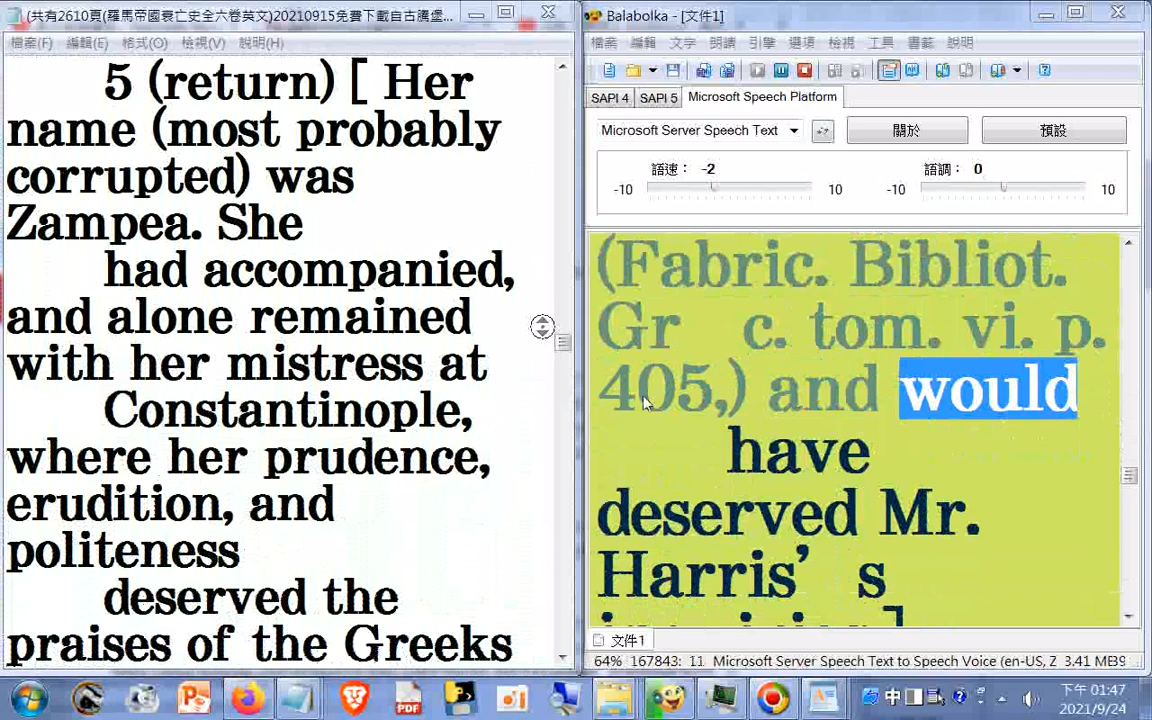 (共有2610頁(羅馬帝國衰亡史全六卷英文)20210915免費下載自古騰堡...
檔案(F) 編輯(E) 格式(O) 檢視(V) 說明(H)
5 (return) [ Her
name (most probably
corrupted) was
Zampea. She
had accompanied,
and alone remained
with her mistress at
Constantinople,
where her prudence,
erudition, and
politeness
deserved the
praises of the Greeks
Balabolka - [文件1]
檔案 編輯 文字 朗讀 引擎 選項 檢視 工具 書籤 說明
SAPI 4 SAPI 5 Microsoft Speech Platform
Microsoft Server Speech Text 關於 預設
語速： -2 語調： 0
-10 10 -10 10
(Fabric. Bibliot.
Gr c. tom. vi. p.
405,) and would
have
deserved Mr.
Harris’ s
文件1
64% 167843: 11 Microsoft Server Speech Text to Speech Voice (en-US, Z 3.41 MB
PDF 中 下午 01:47
2021/9/24